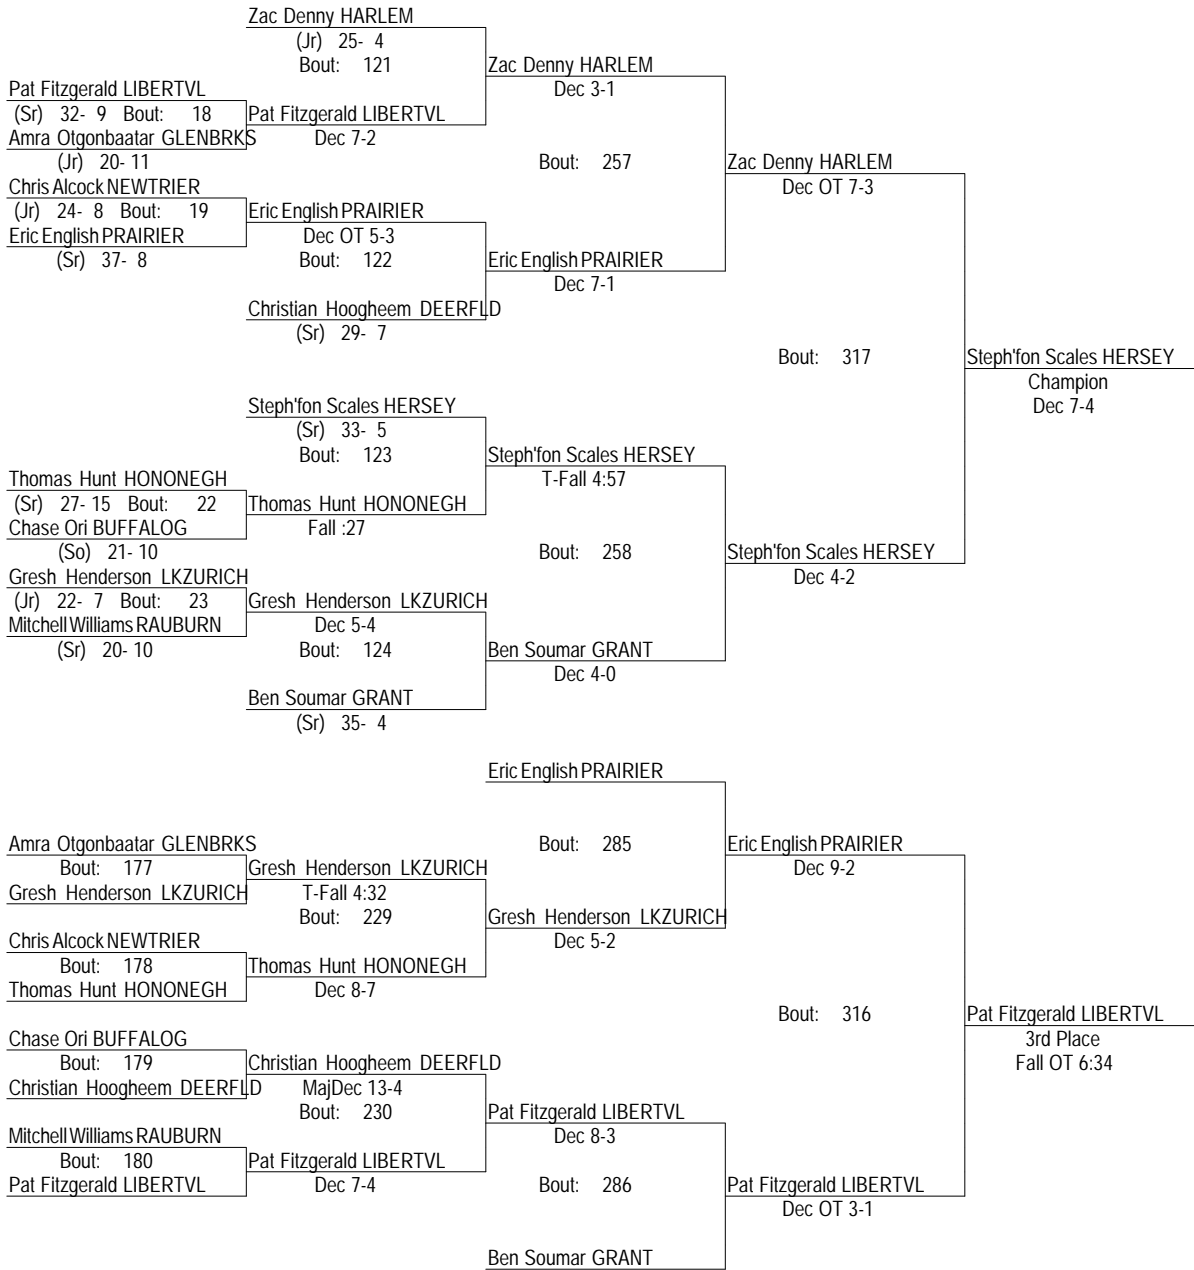 Zac Denny HARLEM
(Jr) 25- 4
Bout: 121 Zac Denny HARLEM
Pat Fitzgerald LIBERTVL Dec 3-1
(Sr) 32- 9 Bout: 18 Pat Fitzgerald LIBERTVL
Amra Otgonbaatar GLENBRKS Dec 7-2
(Jr) 20- 11 Bout: 257 Zac Denny HARLEM
Chris Alcock NEWTRIER Dec OT 7-3
(Jr) 24- 8 Bout: 19 Eric English PRAIRIER
Eric English PRAIRIER Dec OT 5-3
(Sr) 37- 8 Bout: 122 Eric English PRAIRIER
Dec 7-1
Christian Hoogheem DEERFLD
(Sr) 29- 7
Bout: 317 Steph'fon Scales HERSEY
Champion
Steph'fon Scales HERSEY Dec 7-4
(Sr) 33- 5
Bout: 123 Steph'fon Scales HERSEY
Thomas Hunt HONONEGH T-Fall 4:57
(Sr) 27- 15 Bout: 22 Thomas Hunt HONONEGH
Chase Ori BUFFALOG Fall :27
(So) 21- 10 Bout: 258 Steph'fon Scales HERSEY
Gresh Henderson LKZURICH Dec 4-2
(Jr) 22- 7 Bout: 23 Gresh Henderson LKZURICH
Mitchell Williams RAUBURN Dec 5-4
(Sr) 20- 10 Bout: 124 Ben Soumar GRANT
Dec 4-0
Ben Soumar GRANT
(Sr) 35- 4
Eric English PRAIRIER
Amra Otgonbaatar GLENBRKS Bout: 285 Eric English PRAIRIER
Bout: 177 Gresh Henderson LKZURICH Dec 9-2
Gresh Henderson LKZURICH T-Fall 4:32
Bout: 229 Gresh Henderson LKZURICH
Chris Alcock NEWTRIER Dec 5-2
Bout: 178 Thomas Hunt HONONEGH
Thomas Hunt HONONEGH Dec 8-7
Bout: 316 Pat Fitzgerald LIBERTVL
Chase Ori BUFFALOG 3rd Place
Bout: 179 Christian Hoogheem DEERFLD Fall OT 6:34
Christian Hoogheem DEERFLD MajDec 13-4
Bout: 230 Pat Fitzgerald LIBERTVL
Mitchell Williams RAUBURN Dec 8-3
Bout: 180 Pat Fitzgerald LIBERTVL
Pat Fitzgerald LIBERTVL Dec 7-4 Bout: 286 Pat Fitzgerald LIBERTVL
Dec OT 3-1
Ben Soumar GRANT